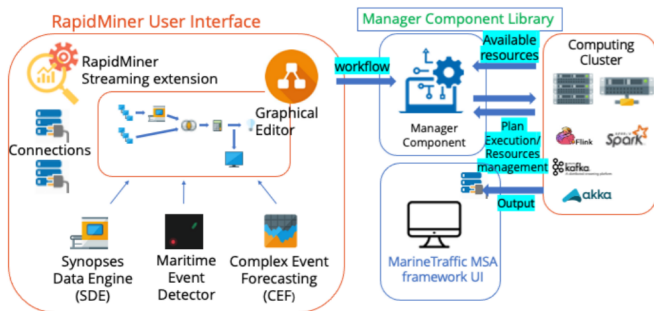 RapidMiner User Interface
RapidMiner
Streaming extension
Graphical
Editor
Connections
Synopses
Data Engine
(SDE)
Maritime
Event
Detector
Complex Event
Forecasting
(CEF)
workflow
Manager Component Library
Manager
Component
Available
resources
Plan
Execution/
Resources
management
Output
Computing
Cluster
Flink
Spark
kafka
akka
MarineTraffic MSA
framework UI